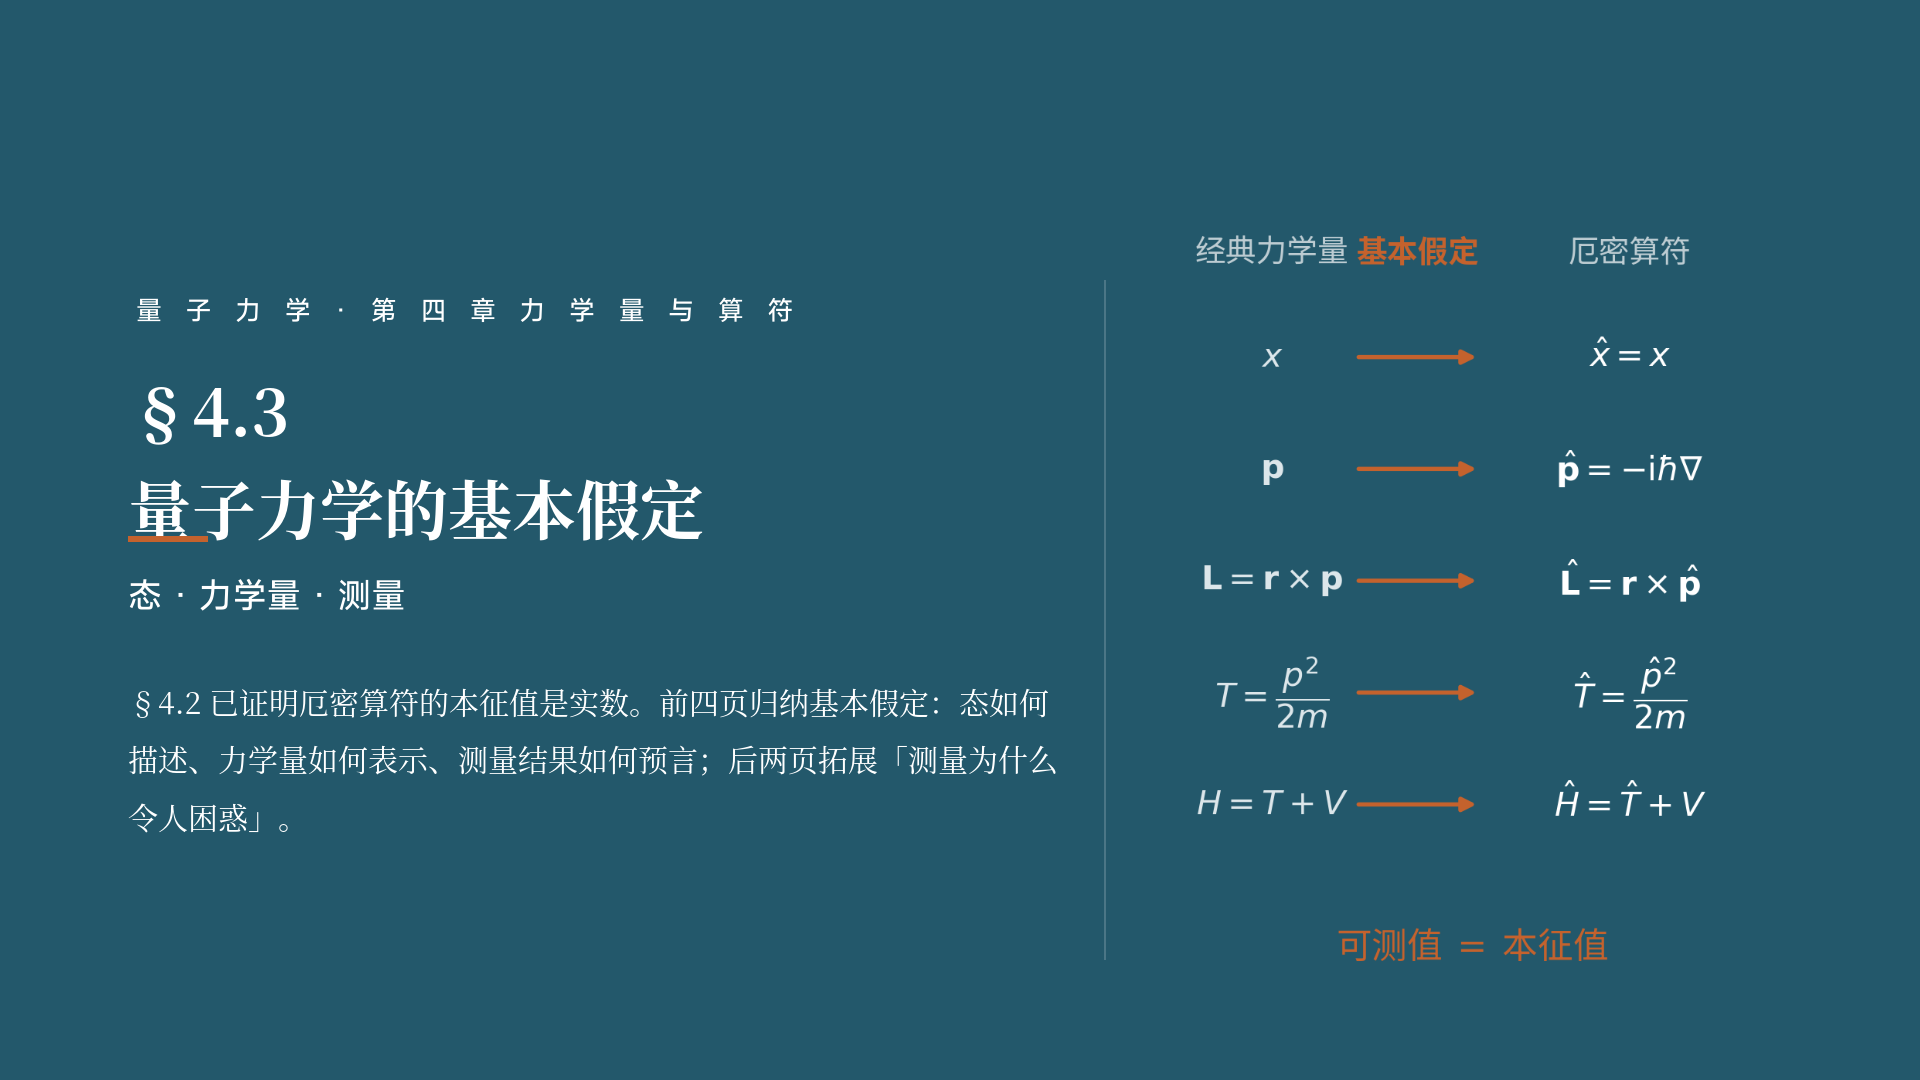 量子力学 · 第四章力学量与算符
§4.3
量子力学的基本假定
态 · 力学量 · 测量
§4.2 已证明厄密算符的本征值是实数。前四页归纳基本假定：态如何
描述、力学量如何表示、测量结果如何预言；后两页拓展「测量为什么
令人困惑」。
经典力学量 基本假定 厄密算符
x → x̂ = x
p → p̂ = −iħ∇
L = r × p → L̂ = r × p̂
T = p²/2m → T̂ = p̂²/2m
H = T + V → Ĥ = T̂ + V
可测值 = 本征值